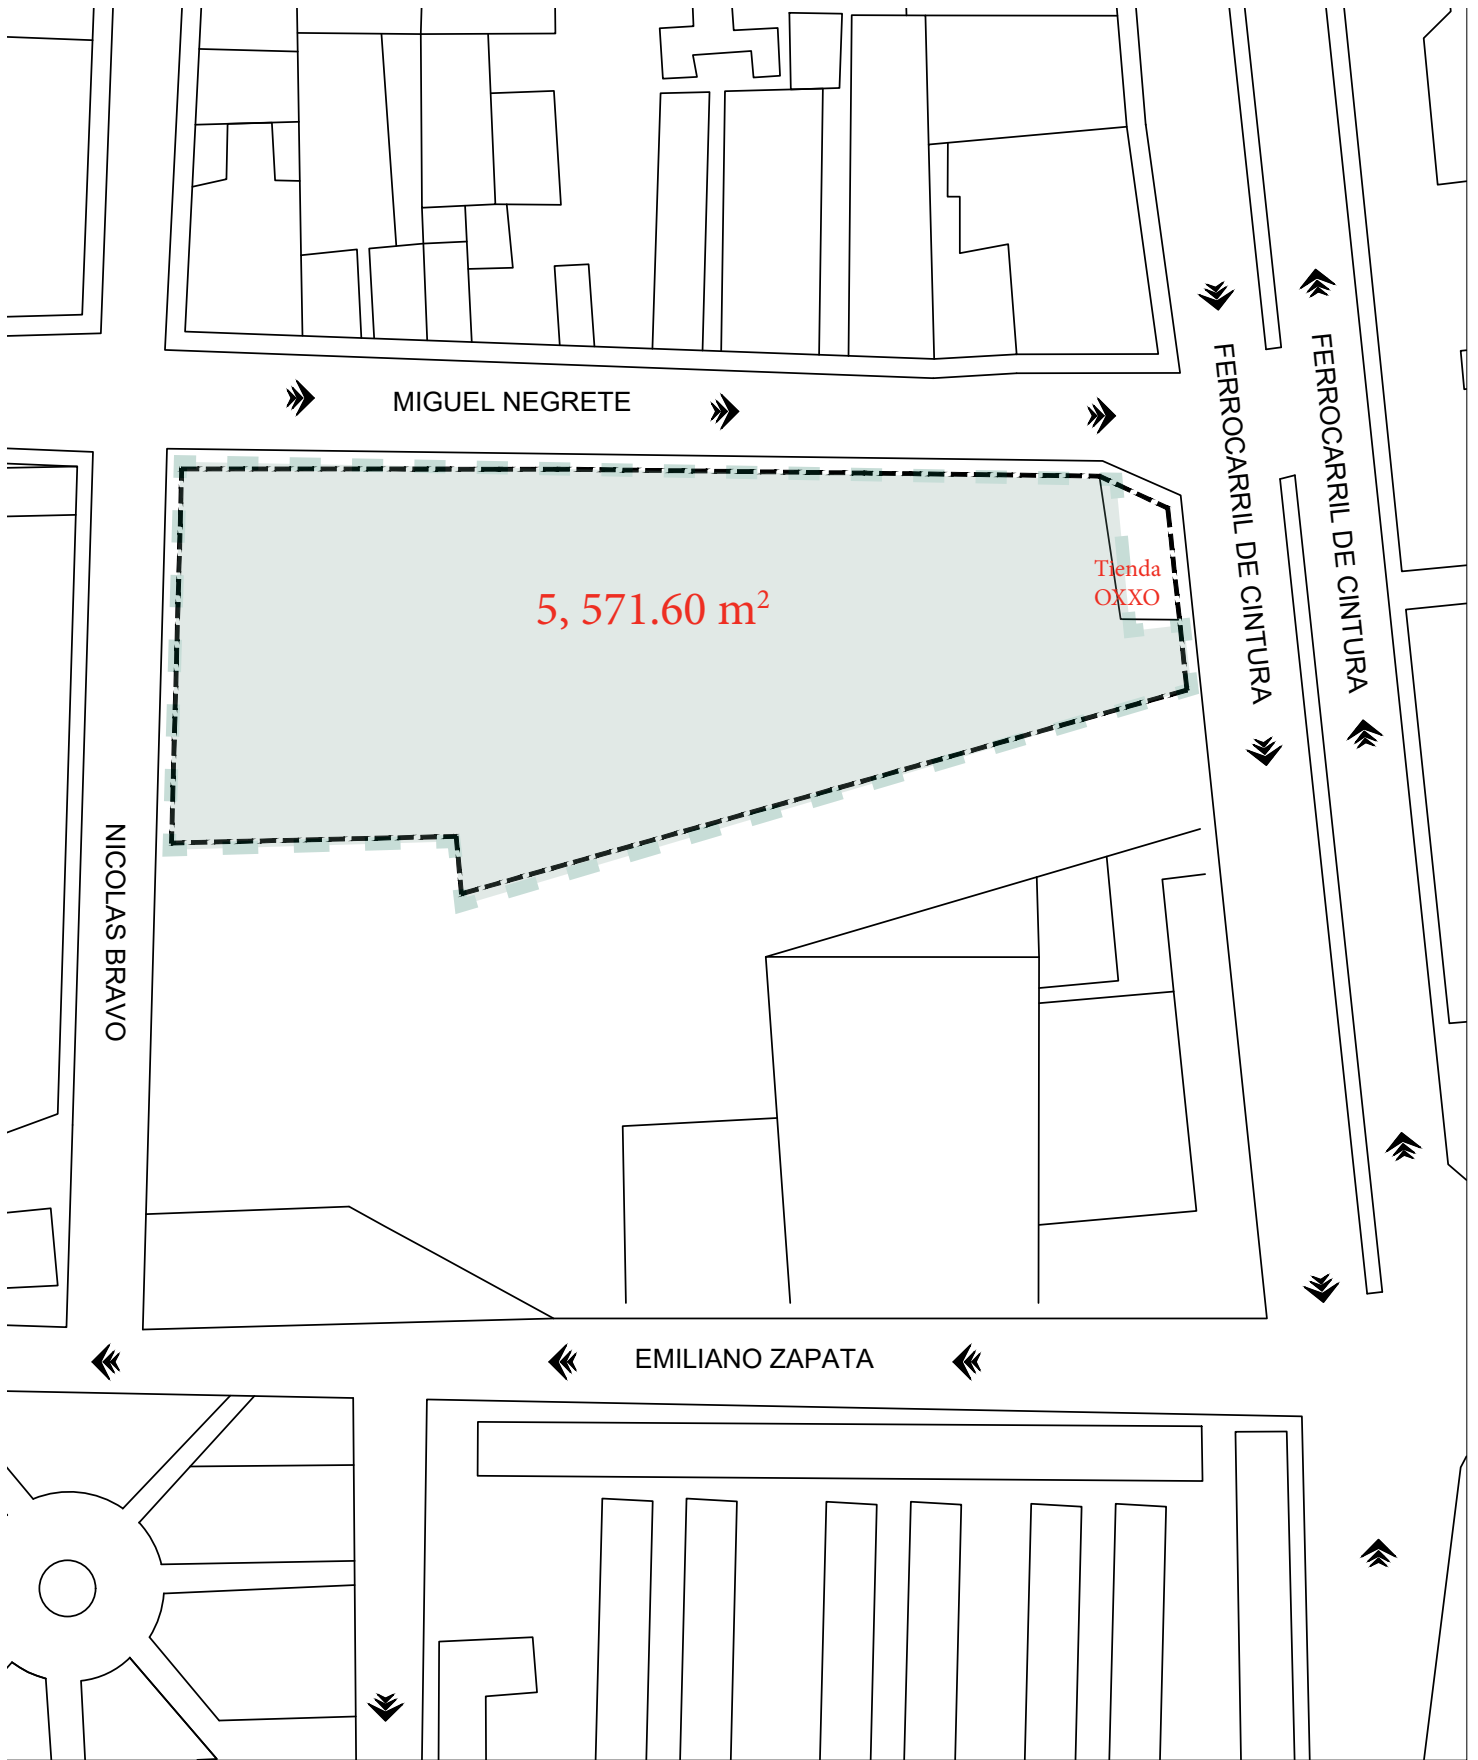 MIGUEL NEGRETE
FERROCARRIL DE CINTURA
FERROCARRIL DE CINTURA
5, 571.60 m²
Tienda
OXXO
NICOLAS BRAVO
EMILIANO ZAPATA